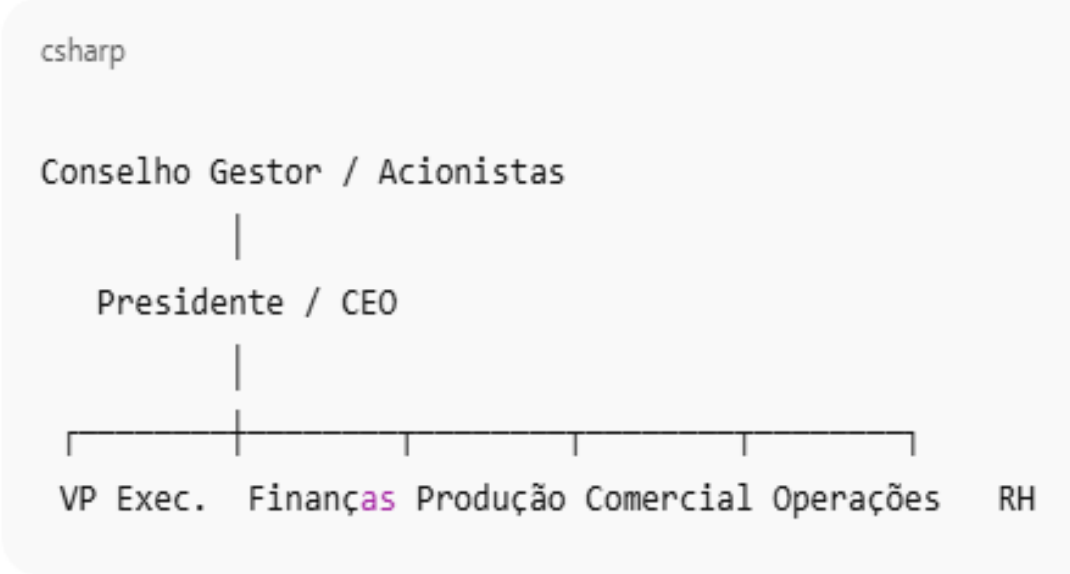 csharp
Conselho Gestor / Acionistas
Presidente / CEO
VP Exec. Finanças Produção Comercial Operações RH